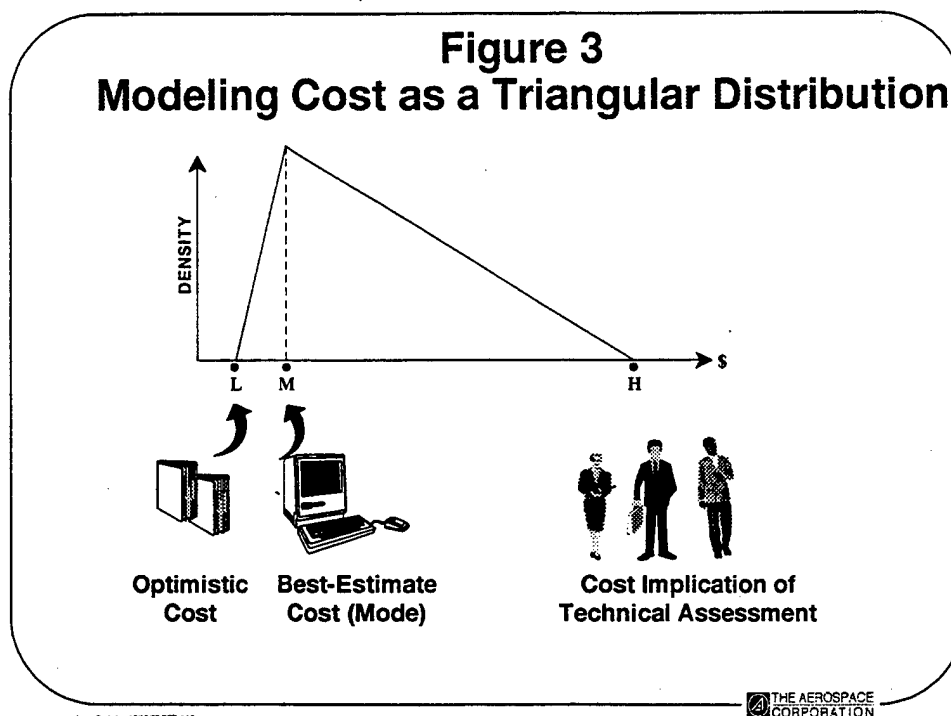 Figure 3
Modeling Cost as a Triangular Distribution
DENSITY
$
L
M
H
Optimistic
Cost
Best-Estimate
Cost (Mode)
Cost Implication of
Technical Assessment
THE AEROSPACE
CORPORATION